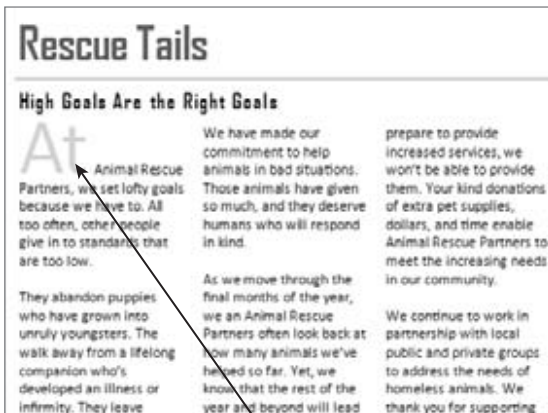 Rescue Tails
High Goals Are the Right Goals
At Animal Rescue
Partners, we set lofty goals
because we have to. All
too often, other people
give in to standards that
are too low.
They abandon puppies
who have grown into
unruly youngsters. The
walk away from a lifelong
companion who's
developed an illness or
infirmity. They leave
We have made our
commitment to help
animals in bad situations.
Those animals have given
so much, and they deserve
humans who will respond
in kind.
As we move through the
final months of the year,
we an Animal Rescue
Partners often look back at
how many animals we've
helped so far. Yet, we
know that the rest of the
year and beyond will lead
prepare to provide
increased services, we
won't be able to provide
them. Your kind donations
of extra pet supplies,
dollars, and time enable
Animal Rescue Partners to
meet the increasing needs
in our community.
We continue to work in
partnership with local
public and private groups
to address the needs of
homeless animals. We
thank you for supporting